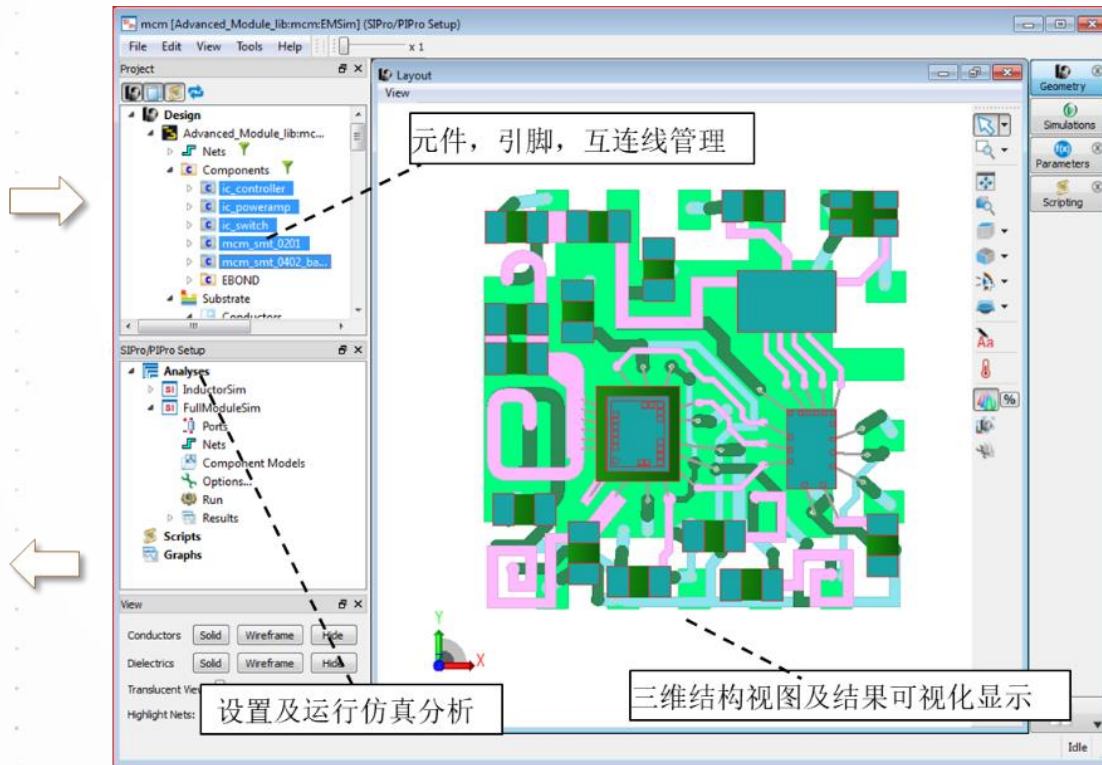 mcm [Advanced_Module_lib:mcm:EMSim] (SIPro/PIPro Setup)
File Edit View Tools Help x 1
Project
Design
Advanced_Module_lib:mc...
Nets
Components
ic_controller
ic_poweramp
ic_switch
mcm_smt_0201
mcm_smt_0402_ba...
EBOND
Substrate
Conductors
SIPro/PIPro Setup
Analyses
InductorSim
FullModuleSim
Ports
Nets
Component Models
Options...
Run
Results
Scripts
Graphs
View
Conductors Solid Wireframe Hide
Dielectrics Solid Wireframe Hide
Translucent View
Highlight Nets:
Layout
View
元件，引脚，互连线管理
设置及运行仿真分析
三维结构视图及结果可视化显示
Y
X
Aa
%
Geometry
Simulations
f(x)
Parameters
Scripting
Idle